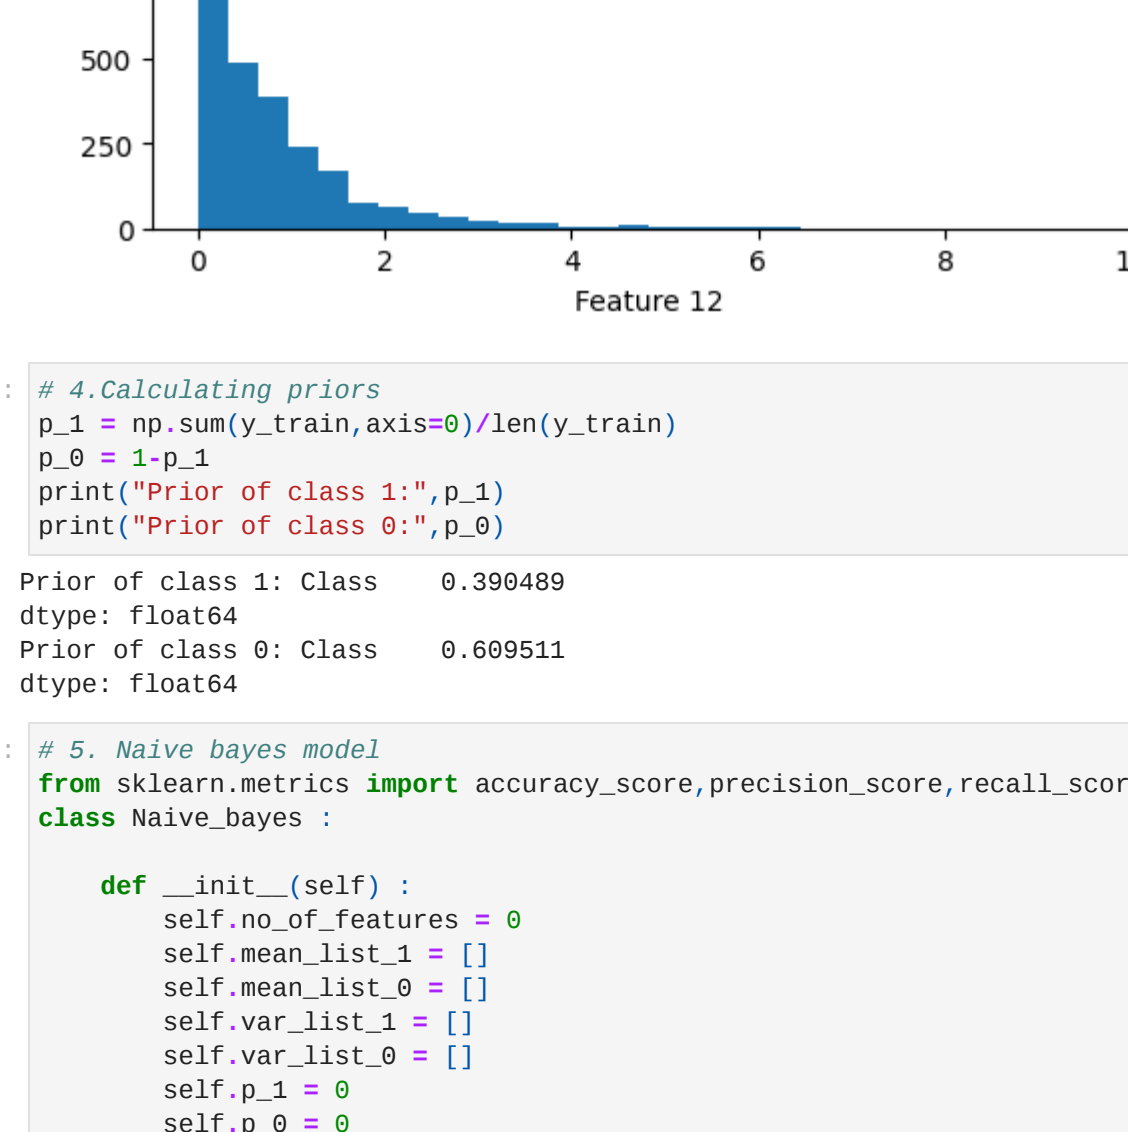 500
250
0
0 2 4 6 8
Feature 12
: # 4.Calculating priors
p_1 = np.sum(y_train,axis=0)/len(y_train)
p_0 = 1-p_1
print("Prior of class 1:",p_1)
print("Prior of class 0:",p_0)
Prior of class 1: Class    0.390489
dtype: float64
Prior of class 0: Class    0.609511
dtype: float64
: # 5. Naive bayes model
from sklearn.metrics import accuracy_score,precision_score,recall_scor
class Naive_bayes :
    def __init__(self) :
        self.no_of_features = 0
        self.mean_list_1 = []
        self.mean_list_0 = []
        self.var_list_1 = []
        self.var_list_0 = []
        self.p_1 = 0
        self.p_0 = 0